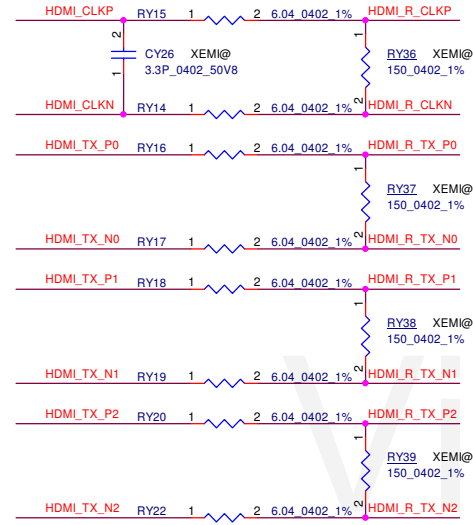 HDMI_CLKP RY15 1 2 6.04_0402_1% HDMI_R_CLKP
2 1
CY26 XEMI@ RY36 XEMI@
3.3P_0402_50V8 150_0402_1%
1 2
HDMI_CLKN RY14 1 2 6.04_0402_1% HDMI_R_CLKN
HDMI_TX_P0 RY16 1 2 6.04_0402_1% HDMI_R_TX_P0
1
RY37 XEMI@
150_0402_1%
2
HDMI_TX_N0 RY17 1 2 6.04_0402_1% HDMI_R_TX_N0
HDMI_TX_P1 RY18 1 2 6.04_0402_1% HDMI_R_TX_P1
1
RY38 XEMI@
150_0402_1%
2
HDMI_TX_N1 RY19 1 2 6.04_0402_1% HDMI_R_TX_N1
HDMI_TX_P2 RY20 1 2 6.04_0402_1% HDMI_R_TX_P2
1
RY39 XEMI@
150_0402_1%
2
HDMI_TX_N2 RY22 1 2 6.04_0402_1% HDMI_R_TX_N2
Vi